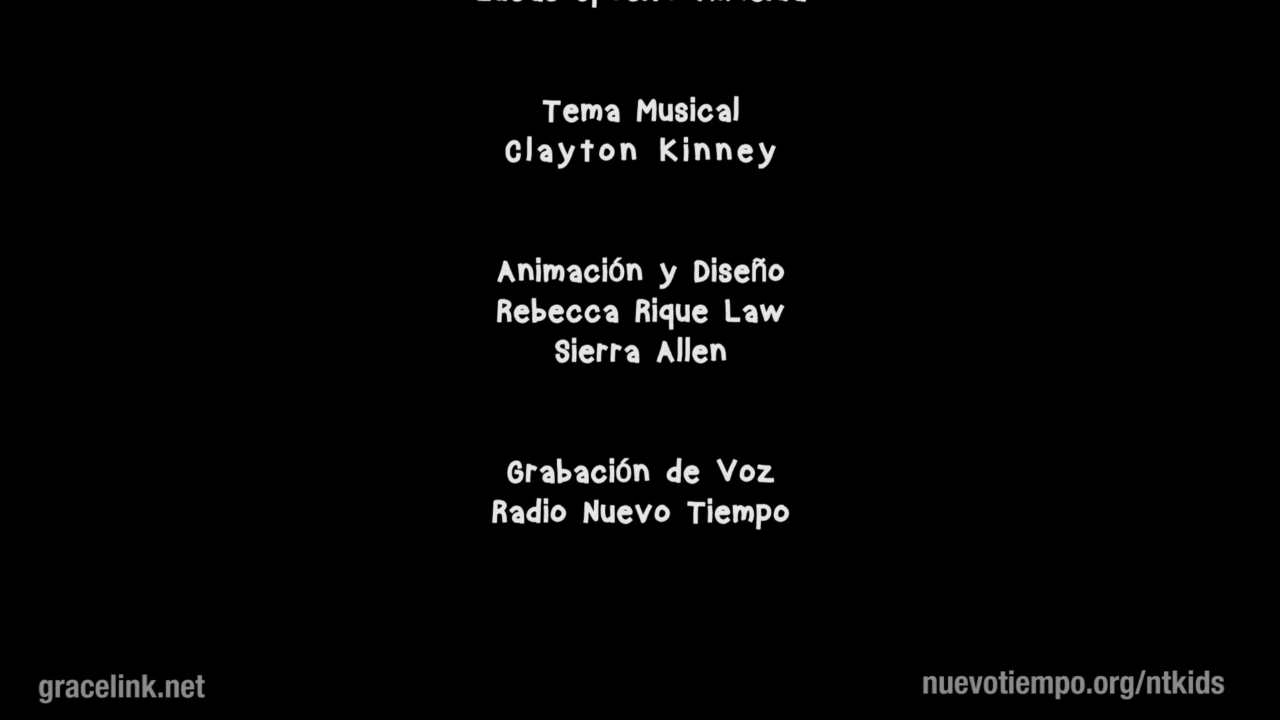 Tema Musical
Clayton Kinney
Animación y Diseño
Rebecca Rique Law
Sierra Allen
Grabación de Voz
Radio Nuevo Tiempo
gracelink.net
nuevotiempo.org/ntkids